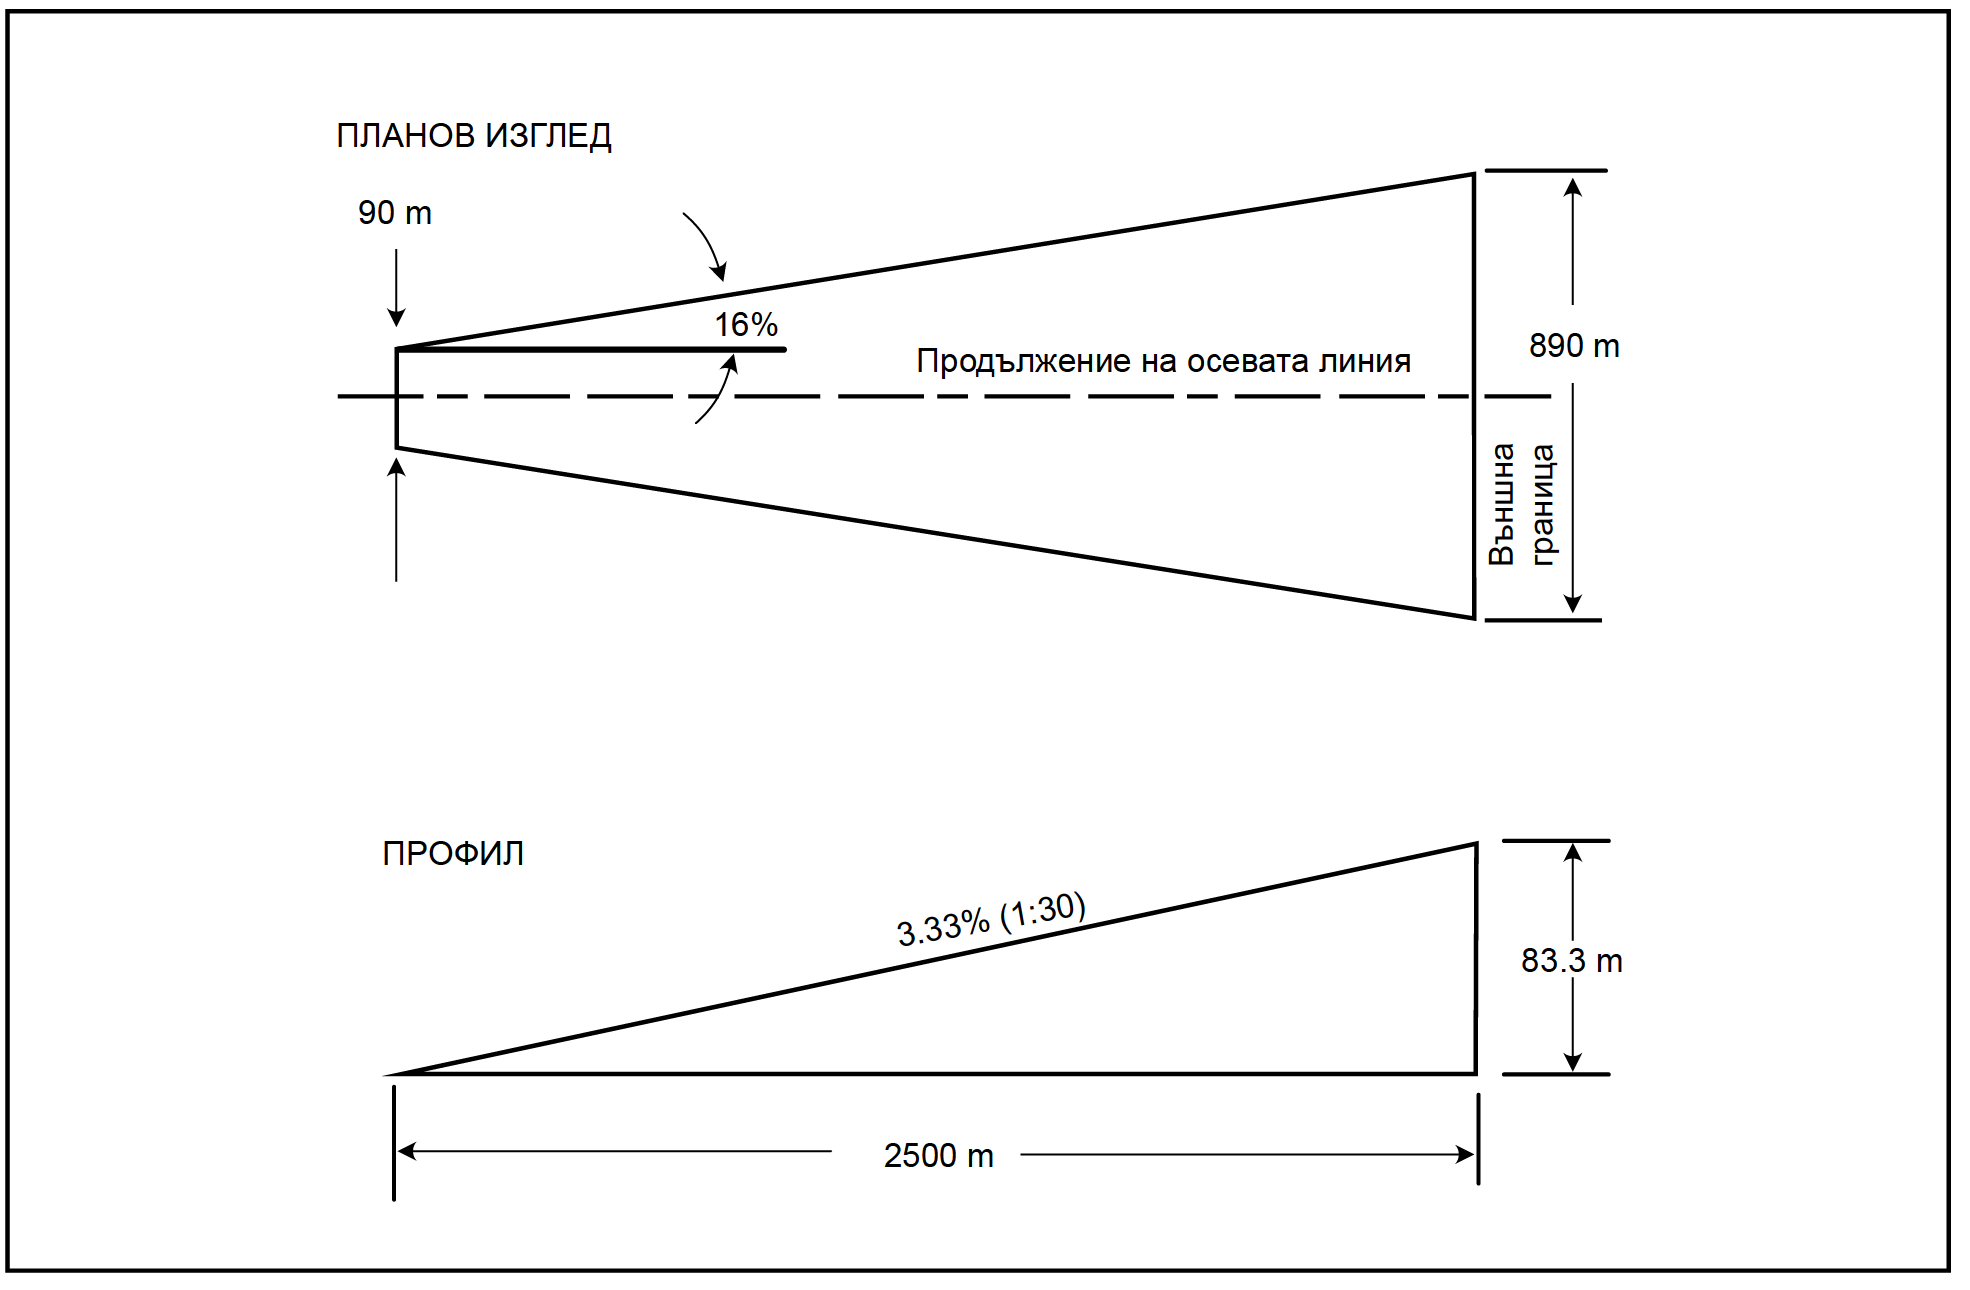 ПЛАНОВ ИЗГЛЕД
90 m
16%
Продължение на осевата линия
890 m
Външна
граница
ПРОФИЛ
3.33% (1:30)
83.3 m
2500 m